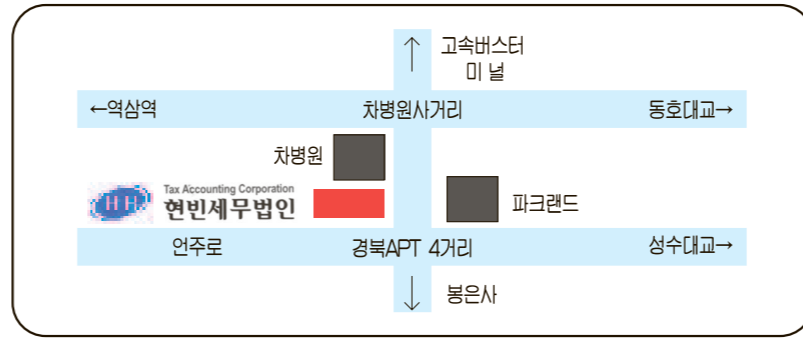 ↑ 고속버스터
미 널
←역삼역 차병원사거리 동호대교→
차병원
HH Tax Accounting Corporation
현빈세무법인
파크랜드
언주로 경복APT 4거리 성수대교→
↓ 봉은사